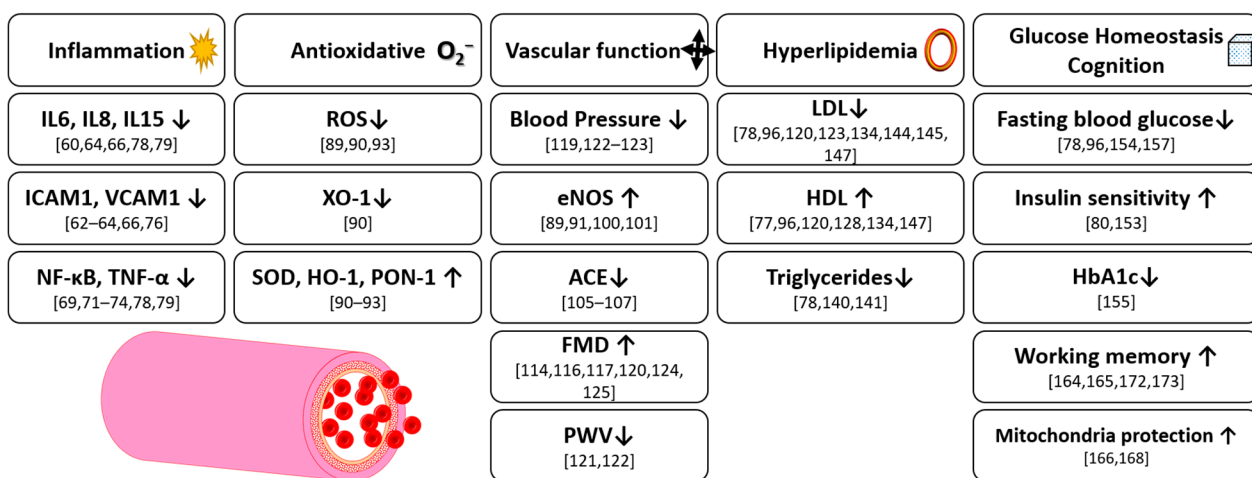 Inflammation
IL6, IL8, IL15 ↓
[60,64,66,78,79]
ICAM1, VCAM1 ↓
[62–64,66,76]
NF-κB, TNF-α ↓
[69,71–74,78,79]
Antioxidative O₂⁻
ROS↓
[89,90,93]
XO-1↓
[90]
SOD, HO-1, PON-1 ↑
[90–93]
Vascular function
Blood Pressure ↓
[119,122–123]
eNOS ↑
[89,91,100,101]
ACE↓
[105–107]
FMD ↑
[114,116,117,120,124,
125]
PWV↓
[121,122]
Hyperlipidemia
LDL↓
[78,96,120,123,134,144,145,
147]
HDL ↑
[77,96,120,128,134,147]
Triglycerides↓
[78,140,141]
Glucose Homeostasis
Cognition
Fasting blood glucose↓
[78,96,154,157]
Insulin sensitivity ↑
[80,153]
HbA1c↓
[155]
Working memory ↑
[164,165,172,173]
Mitochondria protection ↑
[166,168]